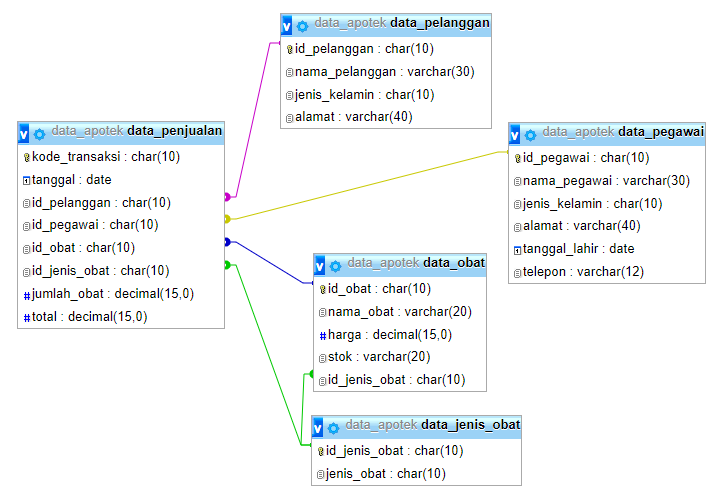 data_apotek data_pelanggan
id_pelanggan : char(10)
nama_pelanggan : varchar(30)
jenis_kelamin : char(10)
alamat : varchar(40)
data_apotek data_penjualan
kode_transaksi : char(10)
tanggal : date
id_pelanggan : char(10)
id_pegawai : char(10)
id_obat : char(10)
id_jenis_obat : char(10)
#jumlah_obat : decimal(15,0)
#total : decimal(15,0)
data_apotek data_pegawai
id_pegawai : char(10)
nama_pegawai : varchar(30)
jenis_kelamin : char(10)
alamat : varchar(40)
tanggal_lahir : date
telepon : varchar(12)
data_apotek data_obat
id_obat : char(10)
nama_obat : varchar(20)
#harga : decimal(15,0)
stok : varchar(20)
id_jenis_obat : char(10)
data_apotek data_jenis_obat
id_jenis_obat : char(10)
jenis_obat : char(10)